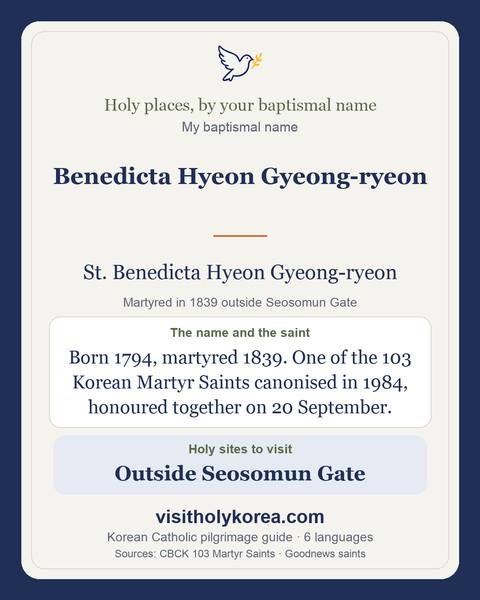 Holy places, by your baptismal name
My baptismal name
Benedicta Hyeon Gyeong-ryeon
St. Benedicta Hyeon Gyeong-ryeon
Martyred in 1839 outside Seosomun Gate
The name and the saint
Born 1794, martyred 1839. One of the 103
Korean Martyr Saints canonised in 1984,
honoured together on 20 September.
Holy sites to visit
Outside Seosomun Gate
visitholykorea.com
Korean Catholic pilgrimage guide · 6 languages
Sources: CBCK 103 Martyr Saints · Goodnews saints